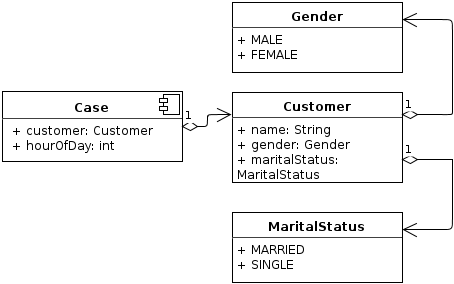 Gender
+ MALE
+ FEMALE
Case
+ customer: Customer
+ hourOfDay: int
1
Customer
+ name: String
+ gender: Gender
+ maritalStatus:
MaritalStatus
1
1
MaritalStatus
+ MARRIED
+ SINGLE